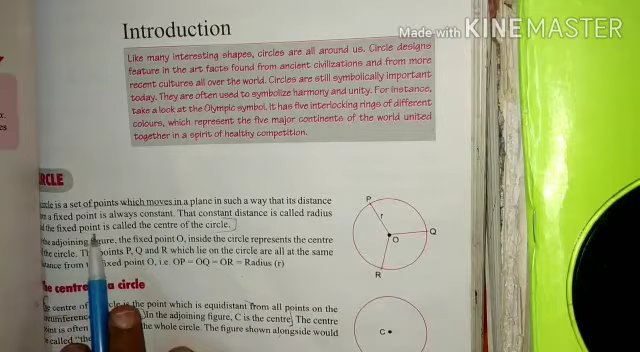 Made with KINEMASTER
Introduction
Like many interesting shapes, circles are all around us. Circle designs
feature in the art facts found from ancient civilizations and from more
recent cultures all over the world. Circles are still symbolically important
today. They are often used to symbolize harmony and unity. For instance,
take a look at the Olympic symbol. It has five interlocking rings of different
colours, which represent the five major continents of the world united
together in a spirit of healthy competition.
RCLE
circle is a set of points which moves in a plane in such a way that its distance
a fixed point is always constant. That constant distance is called radius
the fixed point is called the centre of the circle.
the adjoining figure, the fixed point O, inside the circle represents the centre
the circle. points P, Q and R which lie on the circle are all at the same
from fixed point O, i.e. OP = OQ = OR = Radius (r)
P
r
O
Q
R
centre a circle
centre of is the point which is equidistant from all points on the
In the adjoining figure, C is the centre. The centre
is often the whole circle. The figure shown alongside would
called "the
C